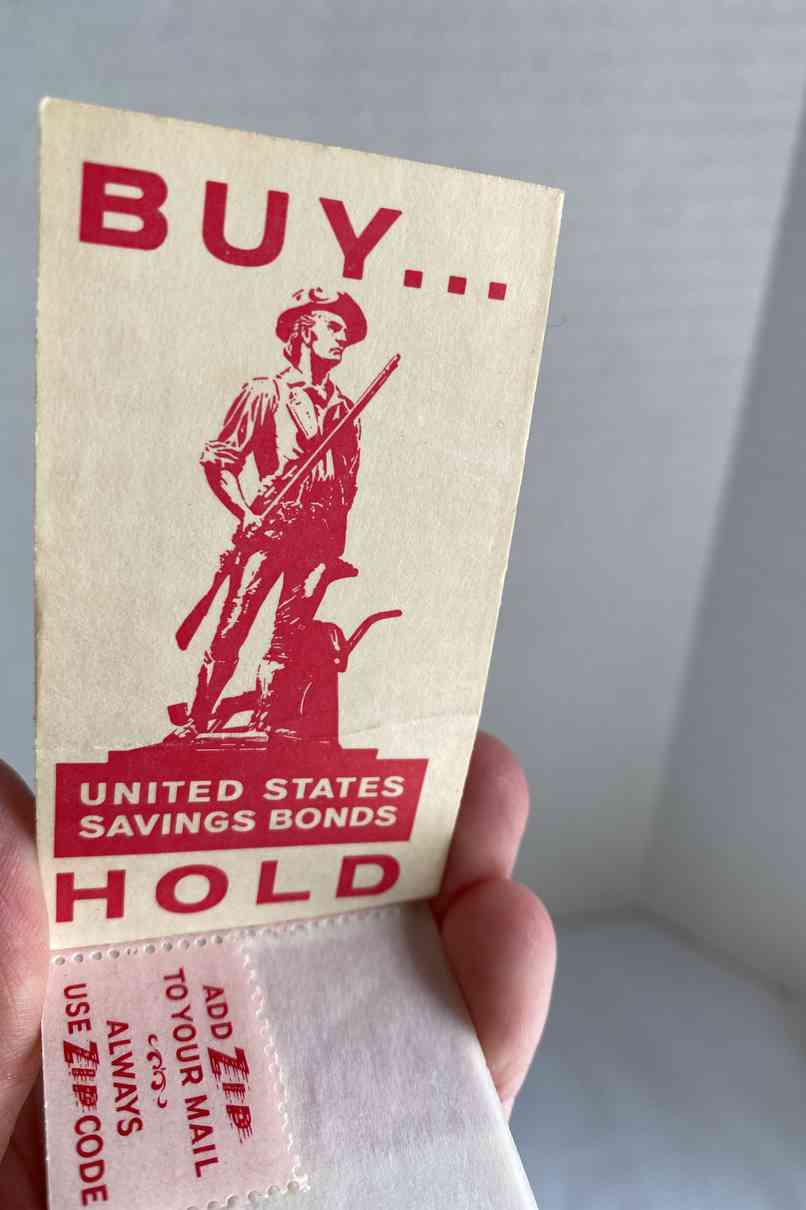 BUY...
UNITED STATES
SAVINGS BONDS
HOLD
ADD ZIP
TO YOUR MAIL
ALWAYS
USE ZIP CODE